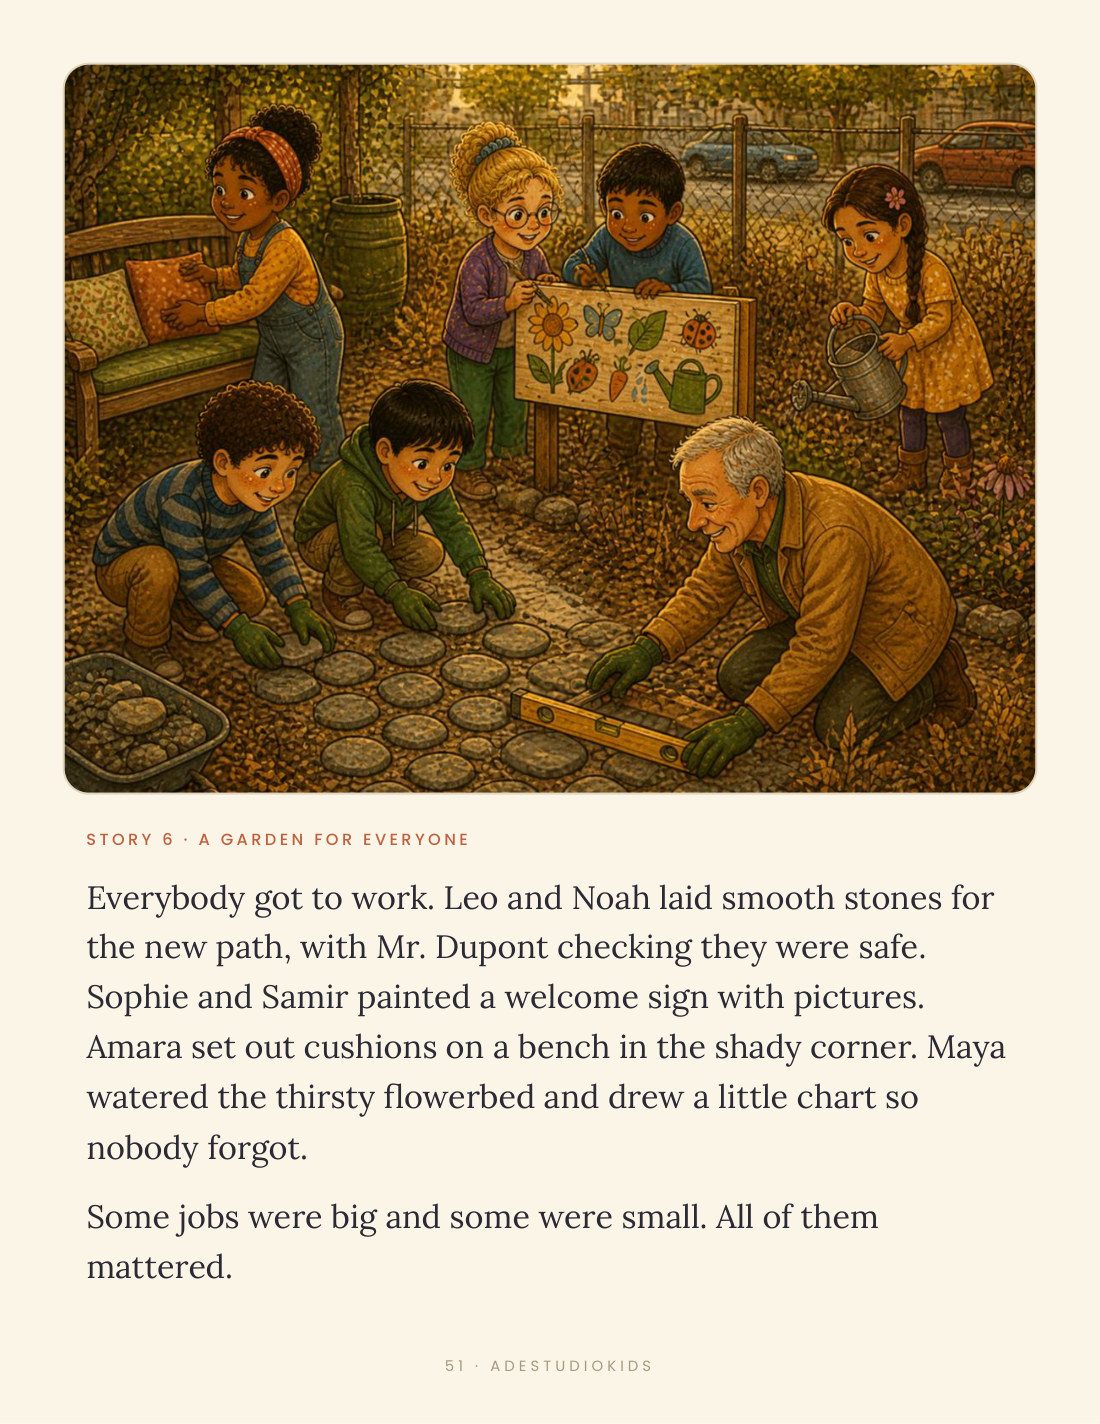 STORY 6 · A GARDEN FOR EVERYONE
Everybody got to work. Leo and Noah laid smooth stones for
the new path, with Mr. Dupont checking they were safe.
Sophie and Samir painted a welcome sign with pictures.
Amara set out cushions on a bench in the shady corner. Maya
watered the thirsty flowerbed and drew a little chart so
nobody forgot.
Some jobs were big and some were small. All of them
mattered.
51 · ADESTUDIOKIDS